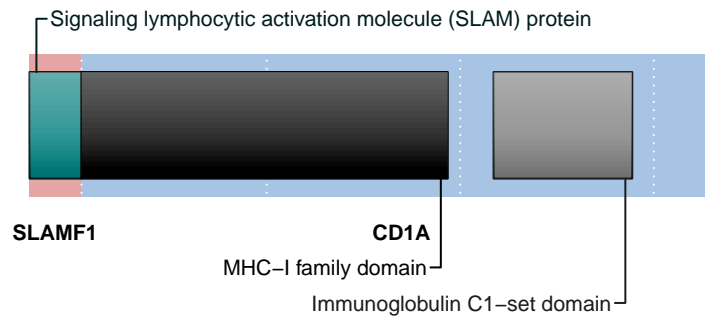 Signaling lymphocytic activation molecule (SLAM) protein
SLAMF1 CD1A
MHC−I family domain
Immunoglobulin C1−set domain